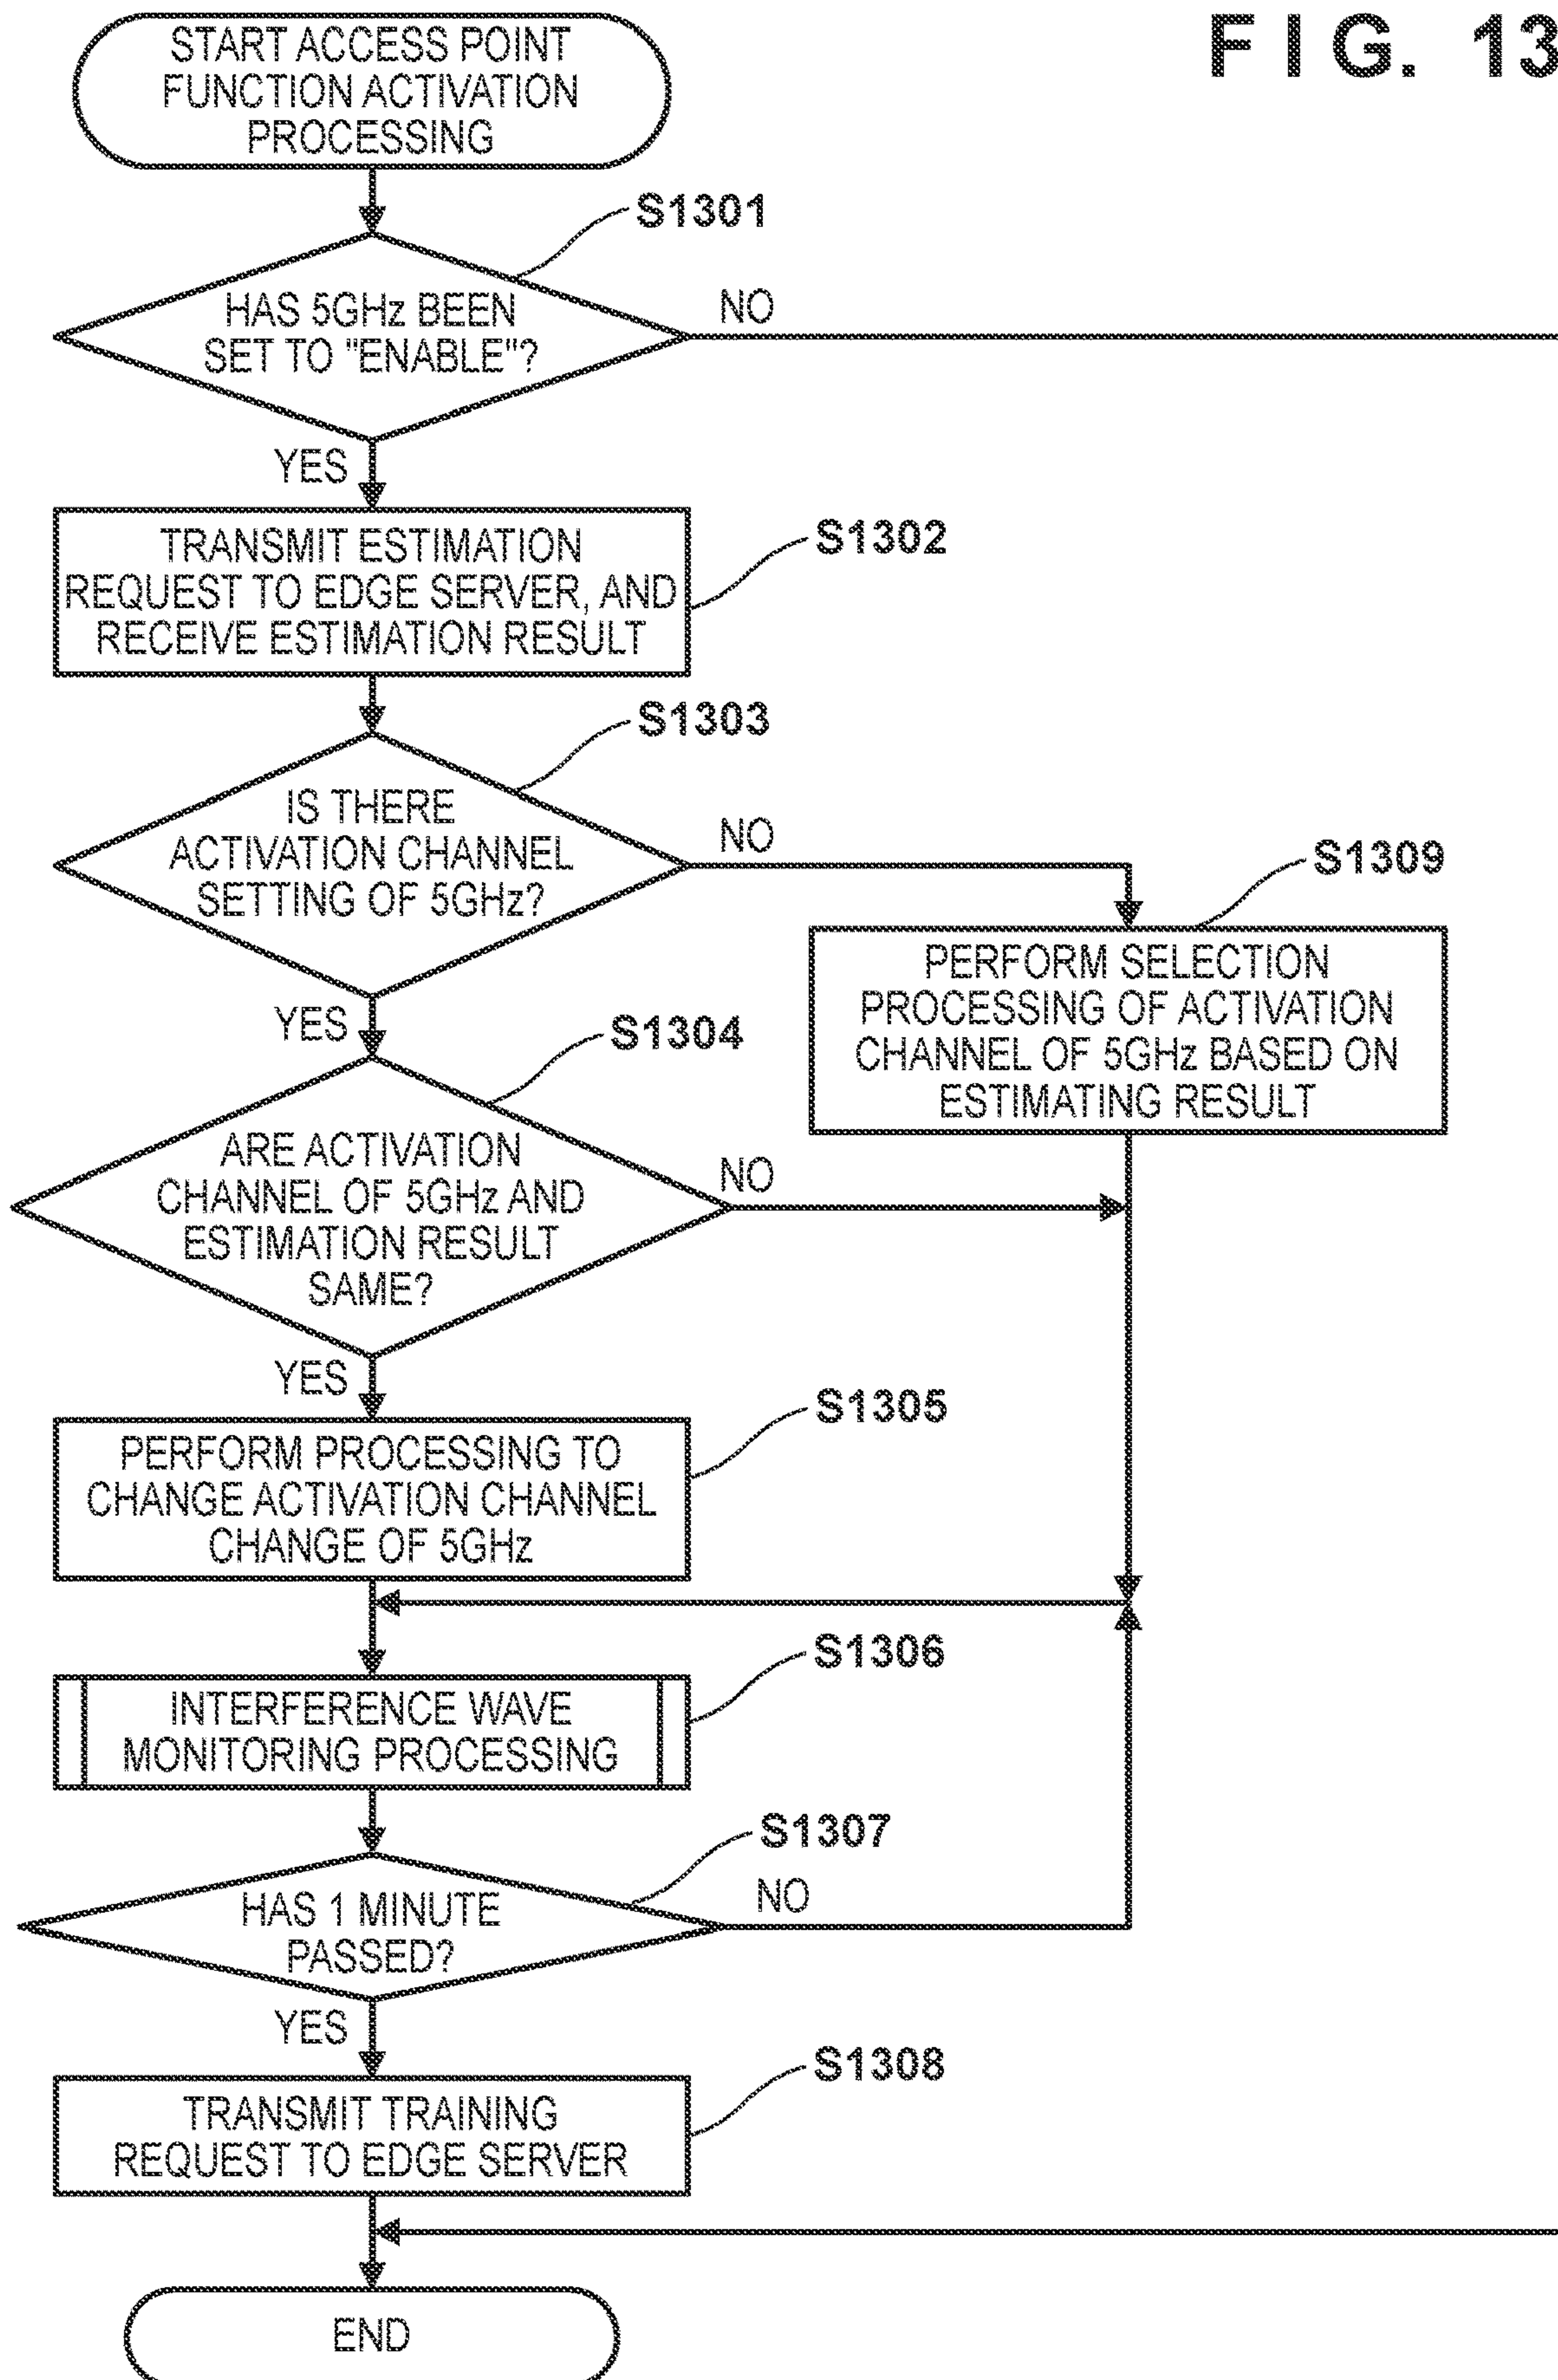 FIG. 13
START ACCESS POINT
FUNCTION ACTIVATION
PROCESSING
S1301
HAS 5GHz BEEN
SET TO "ENABLE"?
NO
YES
S1302
TRANSMIT ESTIMATION
REQUEST TO EDGE SERVER, AND
RECEIVE ESTIMATION RESULT
S1303
IS THERE
ACTIVATION CHANNEL
SETTING OF 5GHz?
NO
YES
S1309
PERFORM SELECTION
PROCESSING OF ACTIVATION
CHANNEL OF 5GHz BASED ON
ESTIMATING RESULT
S1304
ARE ACTIVATION
CHANNEL OF 5GHz AND
ESTIMATION RESULT
SAME?
NO
YES
S1305
PERFORM PROCESSING TO
CHANGE ACTIVATION CHANNEL
CHANGE OF 5GHz
S1306
INTERFERENCE WAVE
MONITORING PROCESSING
S1307
HAS 1 MINUTE
PASSED?
NO
YES
S1308
TRANSMIT TRAINING
REQUEST TO EDGE SERVER
END